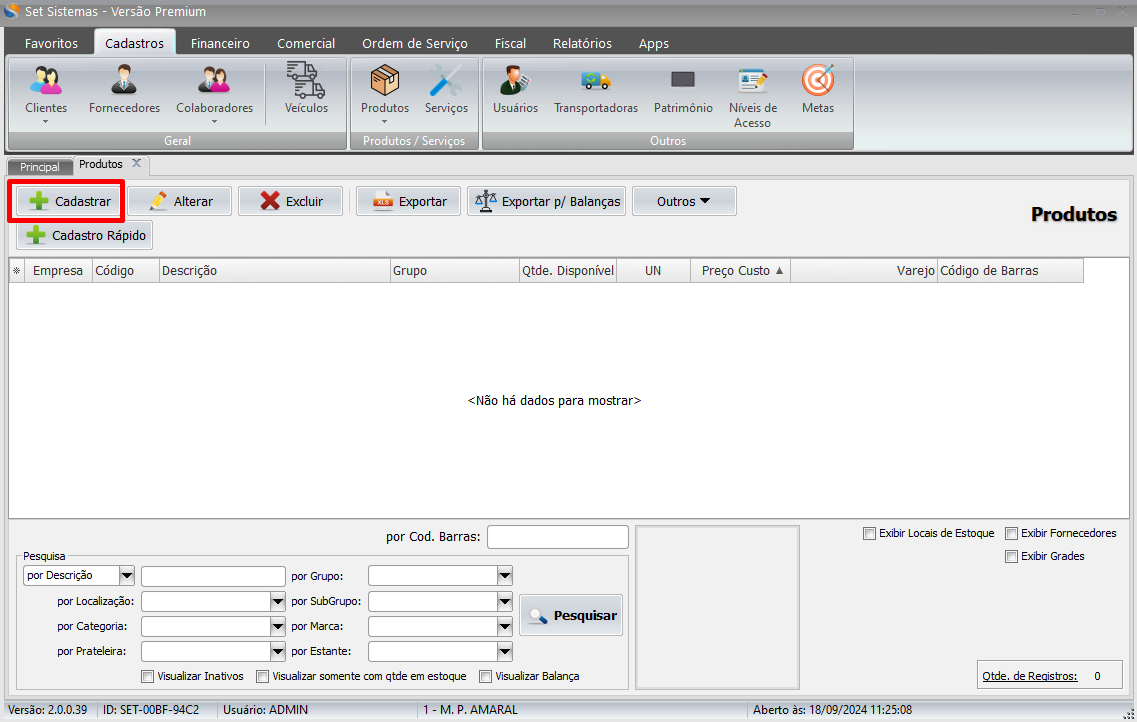 Set Sistemas - Versão Premium
Favoritos Cadastros Financeiro Comercial Ordem de Serviço Fiscal Relatórios Apps
Clientes Fornecedores Colaboradores Veículos Produtos Serviços Usuários Transportadoras Patrimônio Níveis de Acesso Metas
Geral Produtos / Serviços Outros
Principal Produtos
Cadastrar Alterar Excluir Exportar Exportar p/ Balanças Outros
XLS
Produtos
Cadastro Rápido
Empresa Código Descrição Grupo Qtde. Disponível UN Preço Custo Varejo Código de Barras
<Não há dados para mostrar>
por Cod. Barras:
Exibir Locais de Estoque Exibir Fornecedores
Exibir Grades
Pesquisa
por Descrição por Grupo:
por Localização: por SubGrupo:
Pesquisar
por Categoria: por Marca:
por Prateleira: por Estante:
Visualizar Inativos Visualizar somente com qtde em estoque Visualizar Balança
Qtde. de Registros: 0
Versão: 2.0.0.39 ID: SET-00BF-94C2 Usuário: ADMIN 1 - M. P. AMARAL Aberto às: 18/09/2024 11:25:08